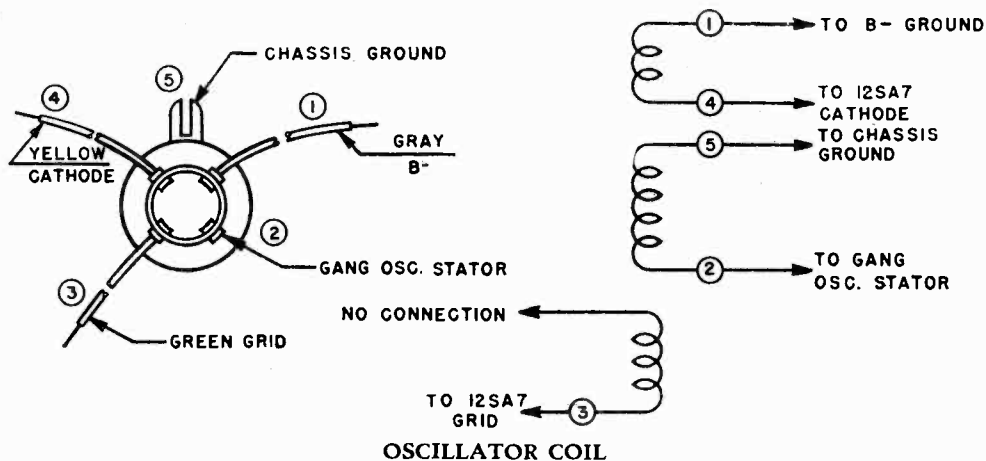 CHASSIS GROUND
5
4
1
YELLOW
CATHODE
GRAY
B-
2
GANG OSC. STATOR
3
GREEN GRID
1
TO B- GROUND
4
TO 12SA7
CATHODE
5
TO CHASSIS
GROUND
2
TO GANG
OSC. STATOR
NO CONNECTION
TO 12SA7
GRID
3
OSCILLATOR COIL